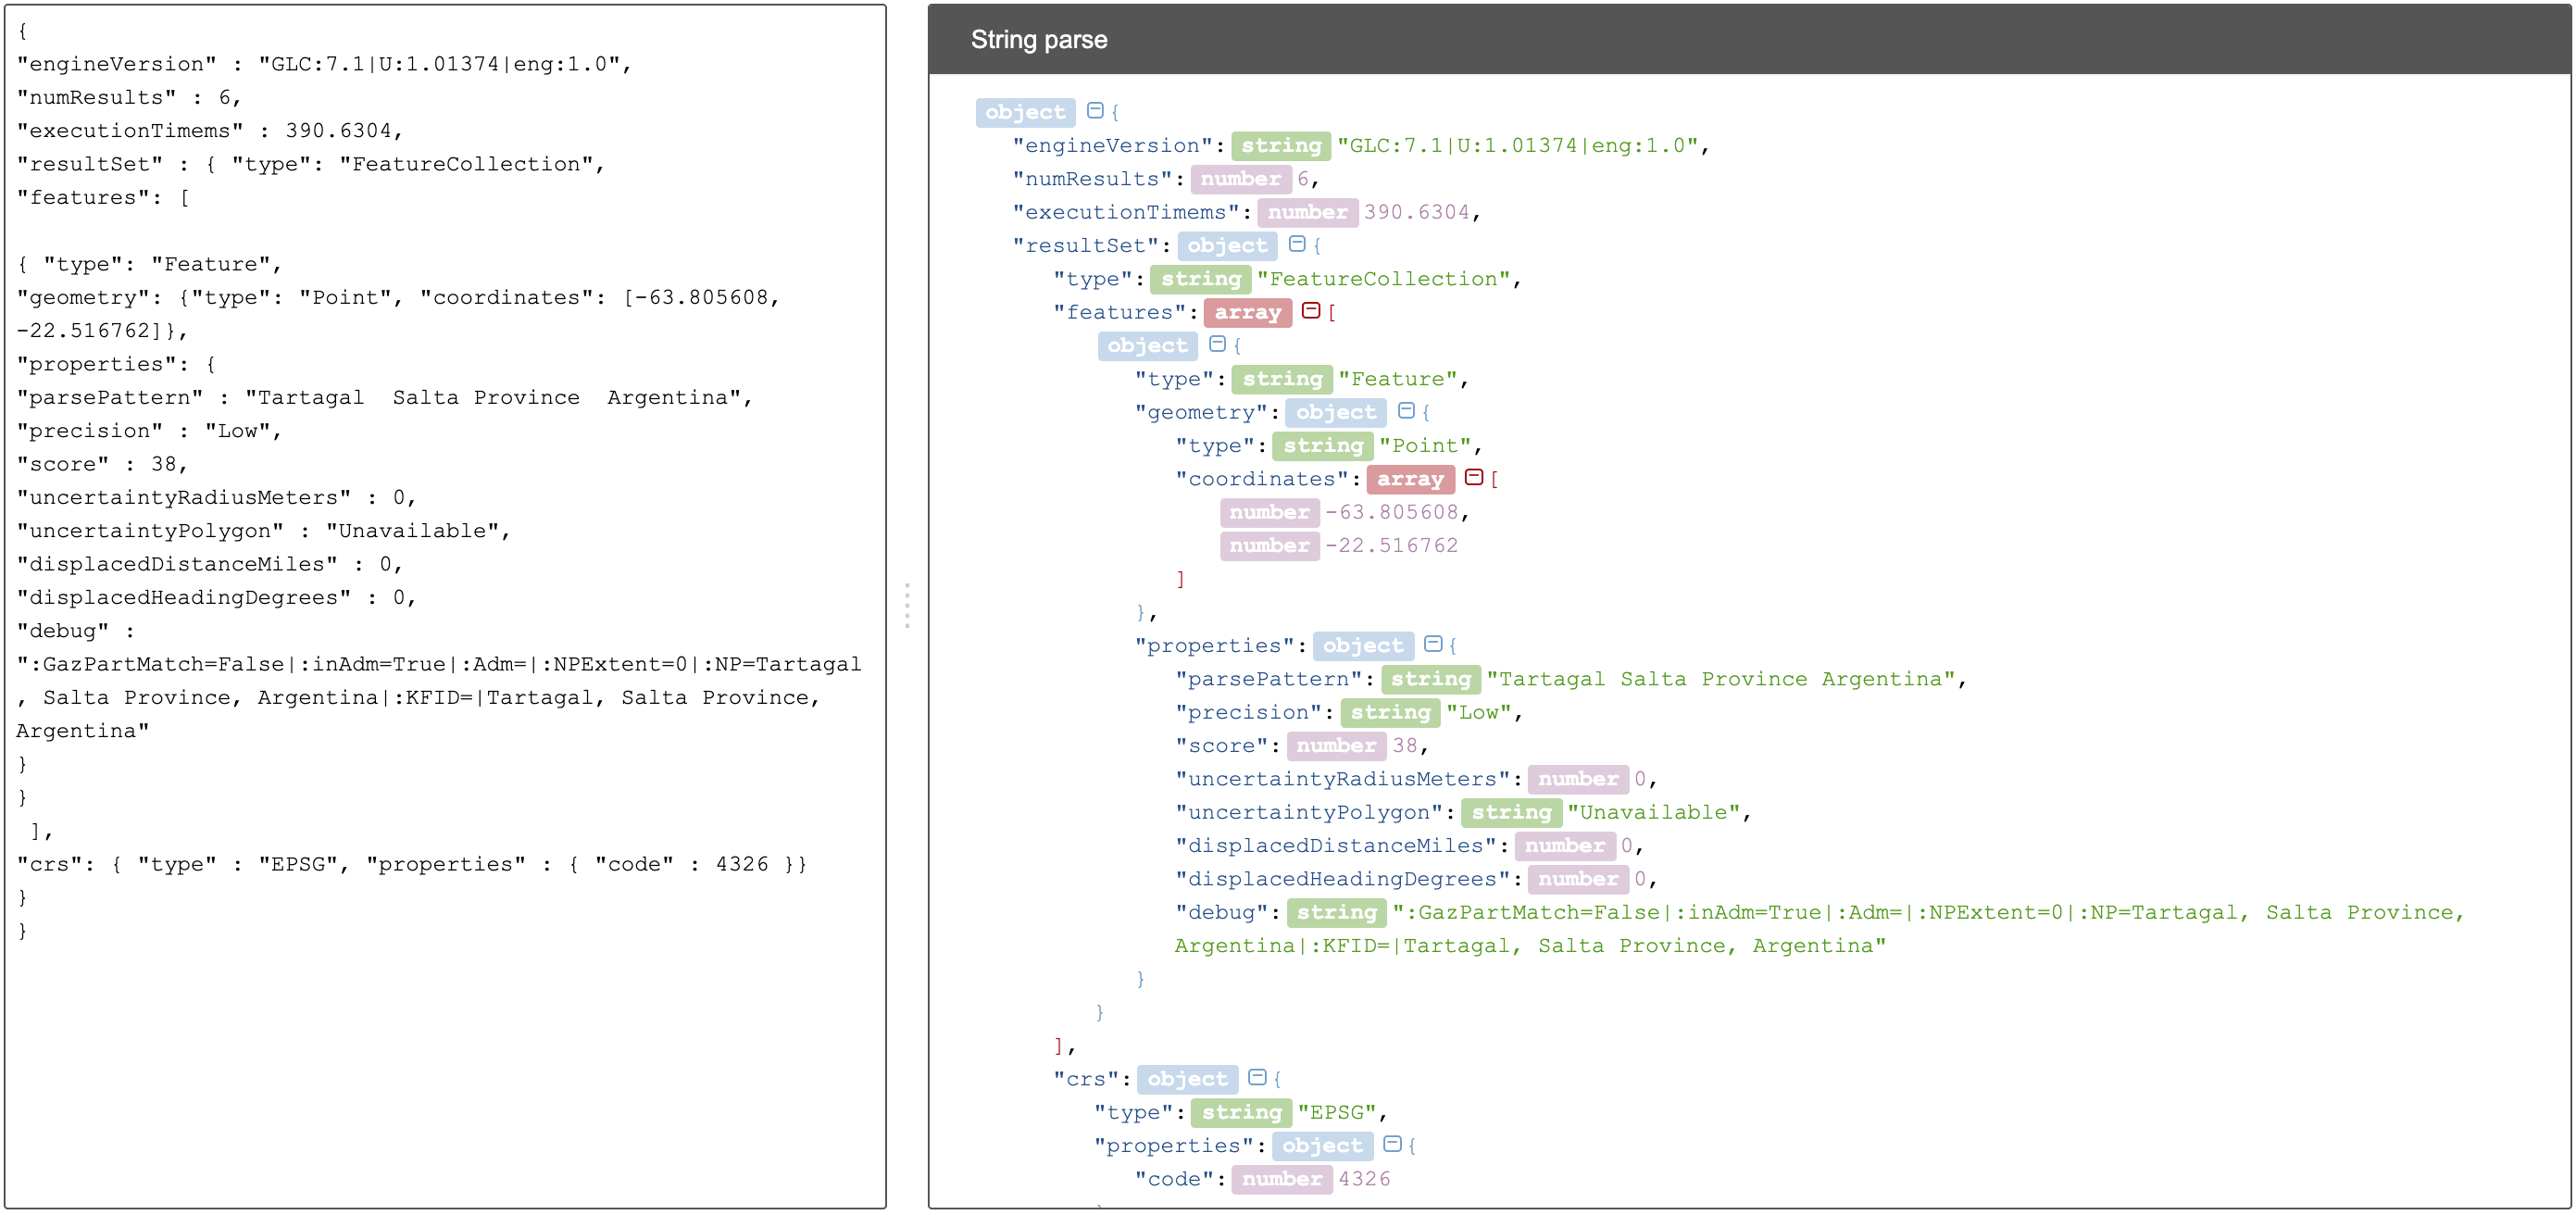 {
"engineVersion" : "GLC:7.1|U:1.01374|eng:1.0",
"numResults" : 6,
"executionTimems" : 390.6304,
"resultSet" : { "type": "FeatureCollection",
"features": [
{ "type": "Feature",
"geometry": {"type": "Point", "coordinates": [-63.805608,
-22.516762]},
"properties": {
"parsePattern" : "Tartagal  Salta Province  Argentina",
"precision" : "Low",
"score" : 38,
"uncertaintyRadiusMeters" : 0,
"uncertaintyPolygon" : "Unavailable",
"displacedDistanceMiles" : 0,
"displacedHeadingDegrees" : 0,
"debug" :
":GazPartMatch=False|:inAdm=True|:Adm=|:NPExtent=0|:NP=Tartagal
, Salta Province, Argentina|:KFID=|Tartagal, Salta Province,
Argentina"
}
}
],
"crs": { "type" : "EPSG", "properties" : { "code" : 4326 }}
}
}
String parse
object {
"engineVersion": string "GLC:7.1|U:1.01374|eng:1.0",
"numResults": number 6,
"executionTimems": number 390.6304,
"resultSet": object {
"type": string "FeatureCollection",
"features": array [
object {
"type": string "Feature",
"geometry": object {
"type": string "Point",
"coordinates": array [
number -63.805608,
number -22.516762
]
},
"properties": object {
"parsePattern": string "Tartagal Salta Province Argentina",
"precision": string "Low",
"score": number 38,
"uncertaintyRadiusMeters": number 0,
"uncertaintyPolygon": string "Unavailable",
"displacedDistanceMiles": number 0,
"displacedHeadingDegrees": number 0,
"debug": string ":GazPartMatch=False|:inAdm=True|:Adm=|:NPExtent=0|:NP=Tartagal, Salta Province,
Argentina|:KFID=|Tartagal, Salta Province, Argentina"
}
}
],
"crs": object {
"type": string "EPSG",
"properties": object {
"code": number 4326